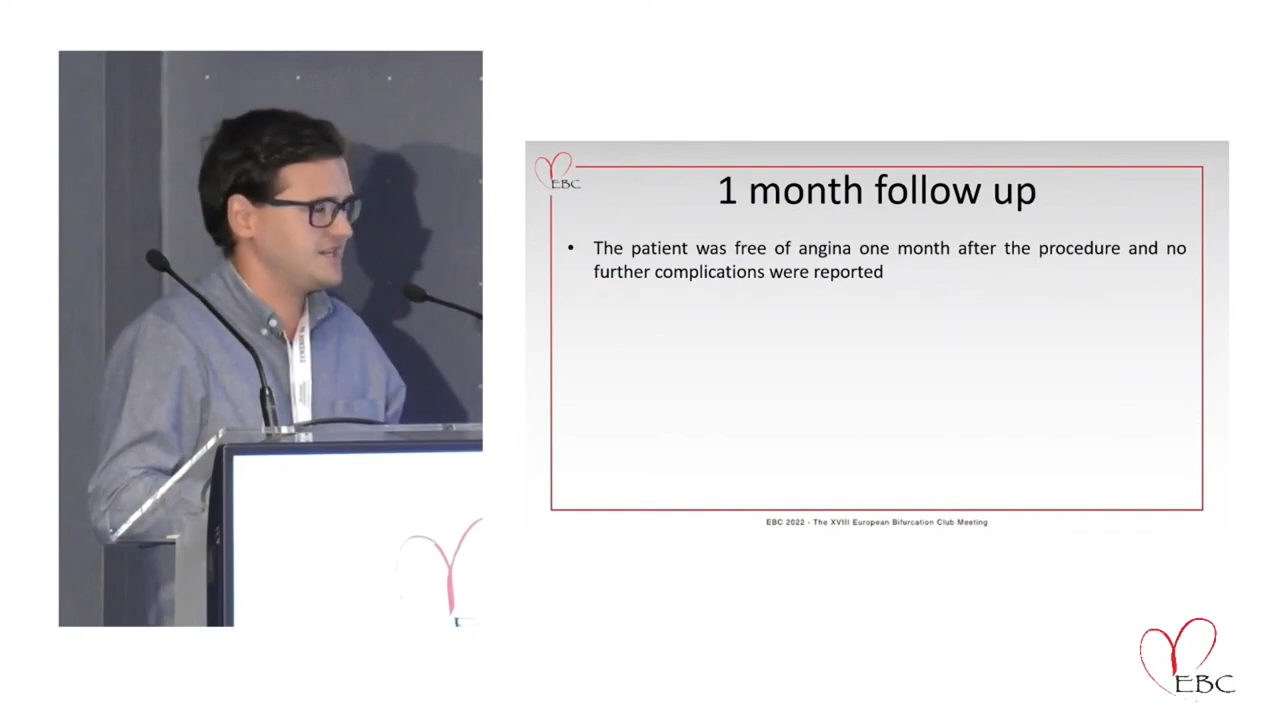 EBC
1 month follow up
• The patient was free of angina one month after the procedure and no
further complications were reported
EBC 2022 - The XVIII European Bifurcation Club Meeting
EBC